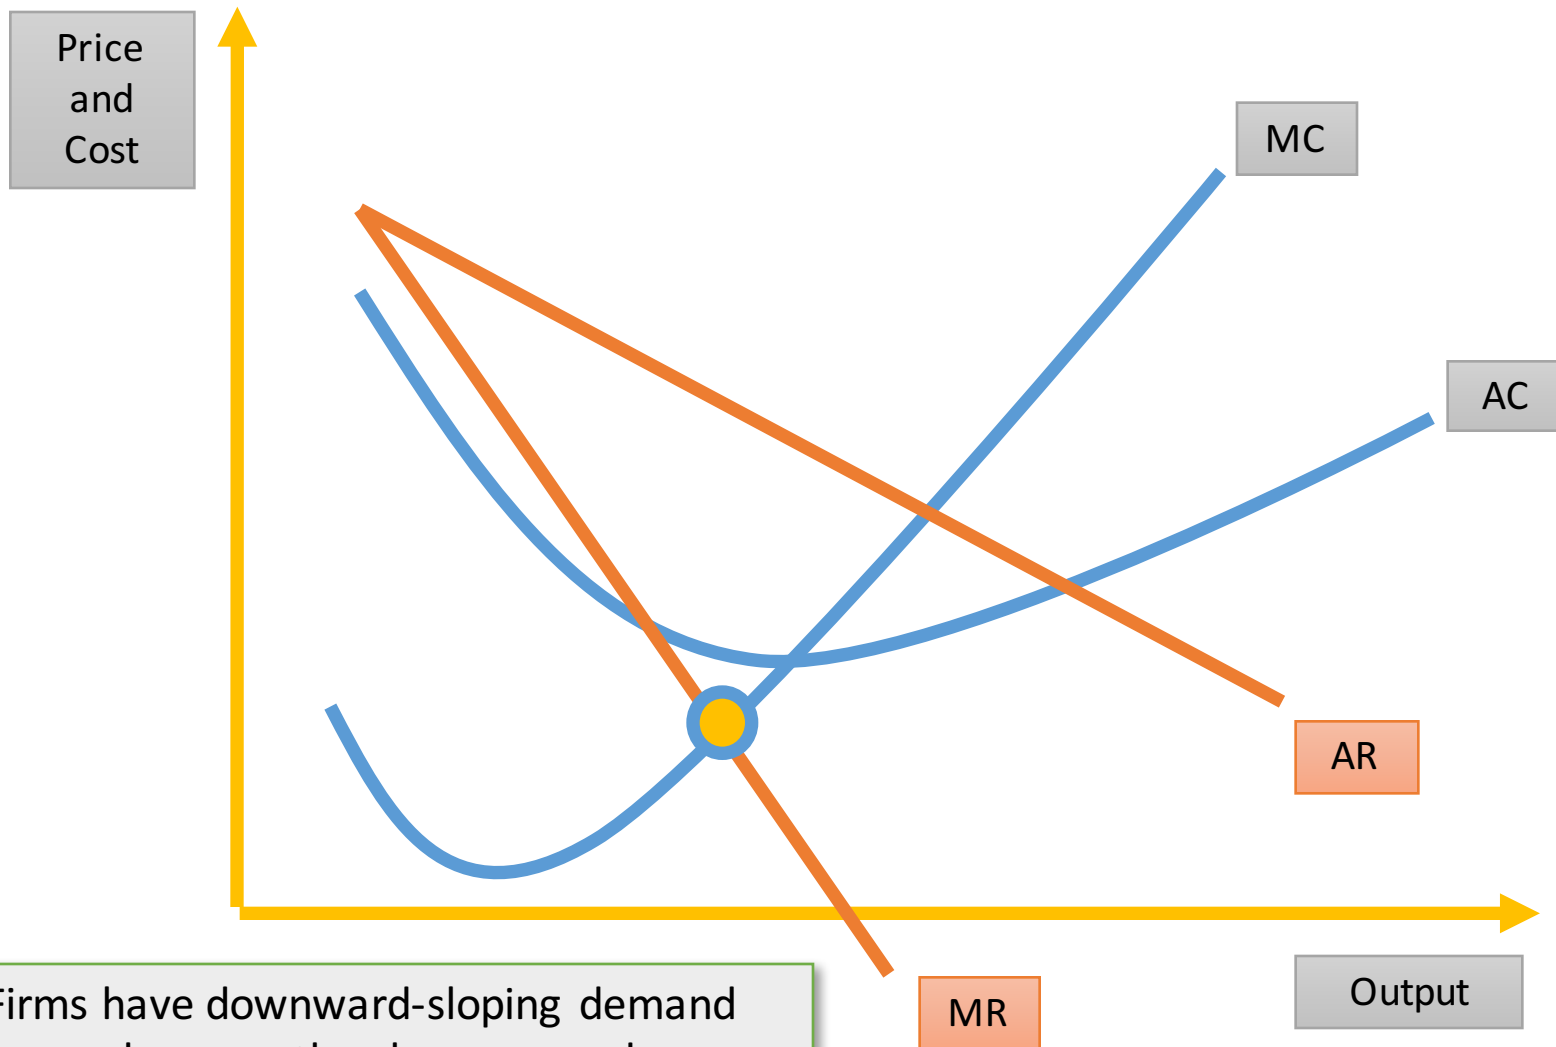 Price
and
Cost
MC
AC
AR
MR
Output
Firms have downward-sloping demand